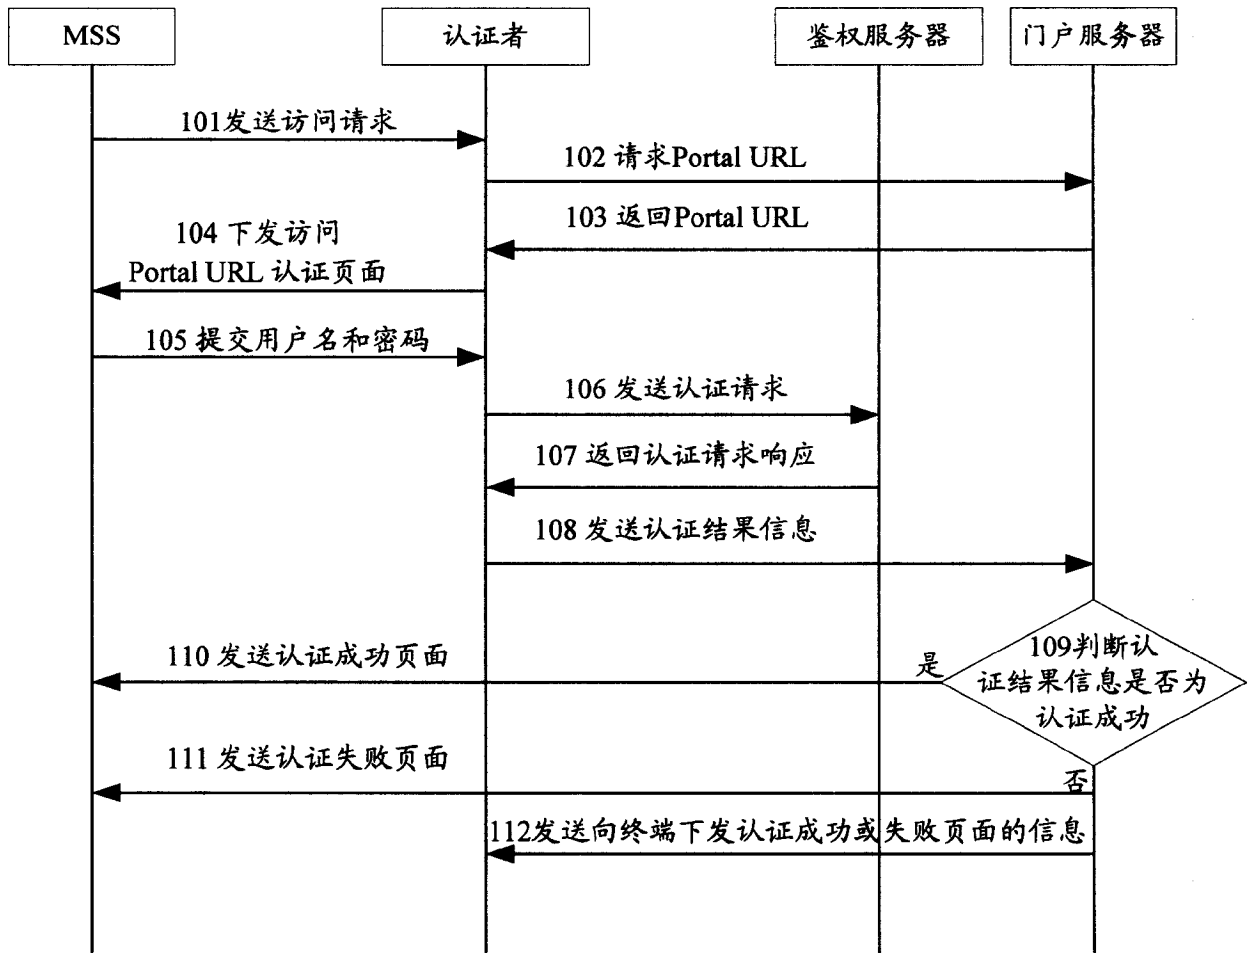 MSS
认证者
鉴权服务器
门户服务器
101发送访问请求
102 请求Portal URL
103 返回Portal URL
104 下发访问
Portal URL 认证页面
105 提交用户名和密码
106 发送认证请求
107 返回认证请求响应
108 发送认证结果信息
109判断认
证结果信息是否为
认证成功
是
110 发送认证成功页面
111 发送认证失败页面
否
112发送向终端下发认证成功或失败页面的信息